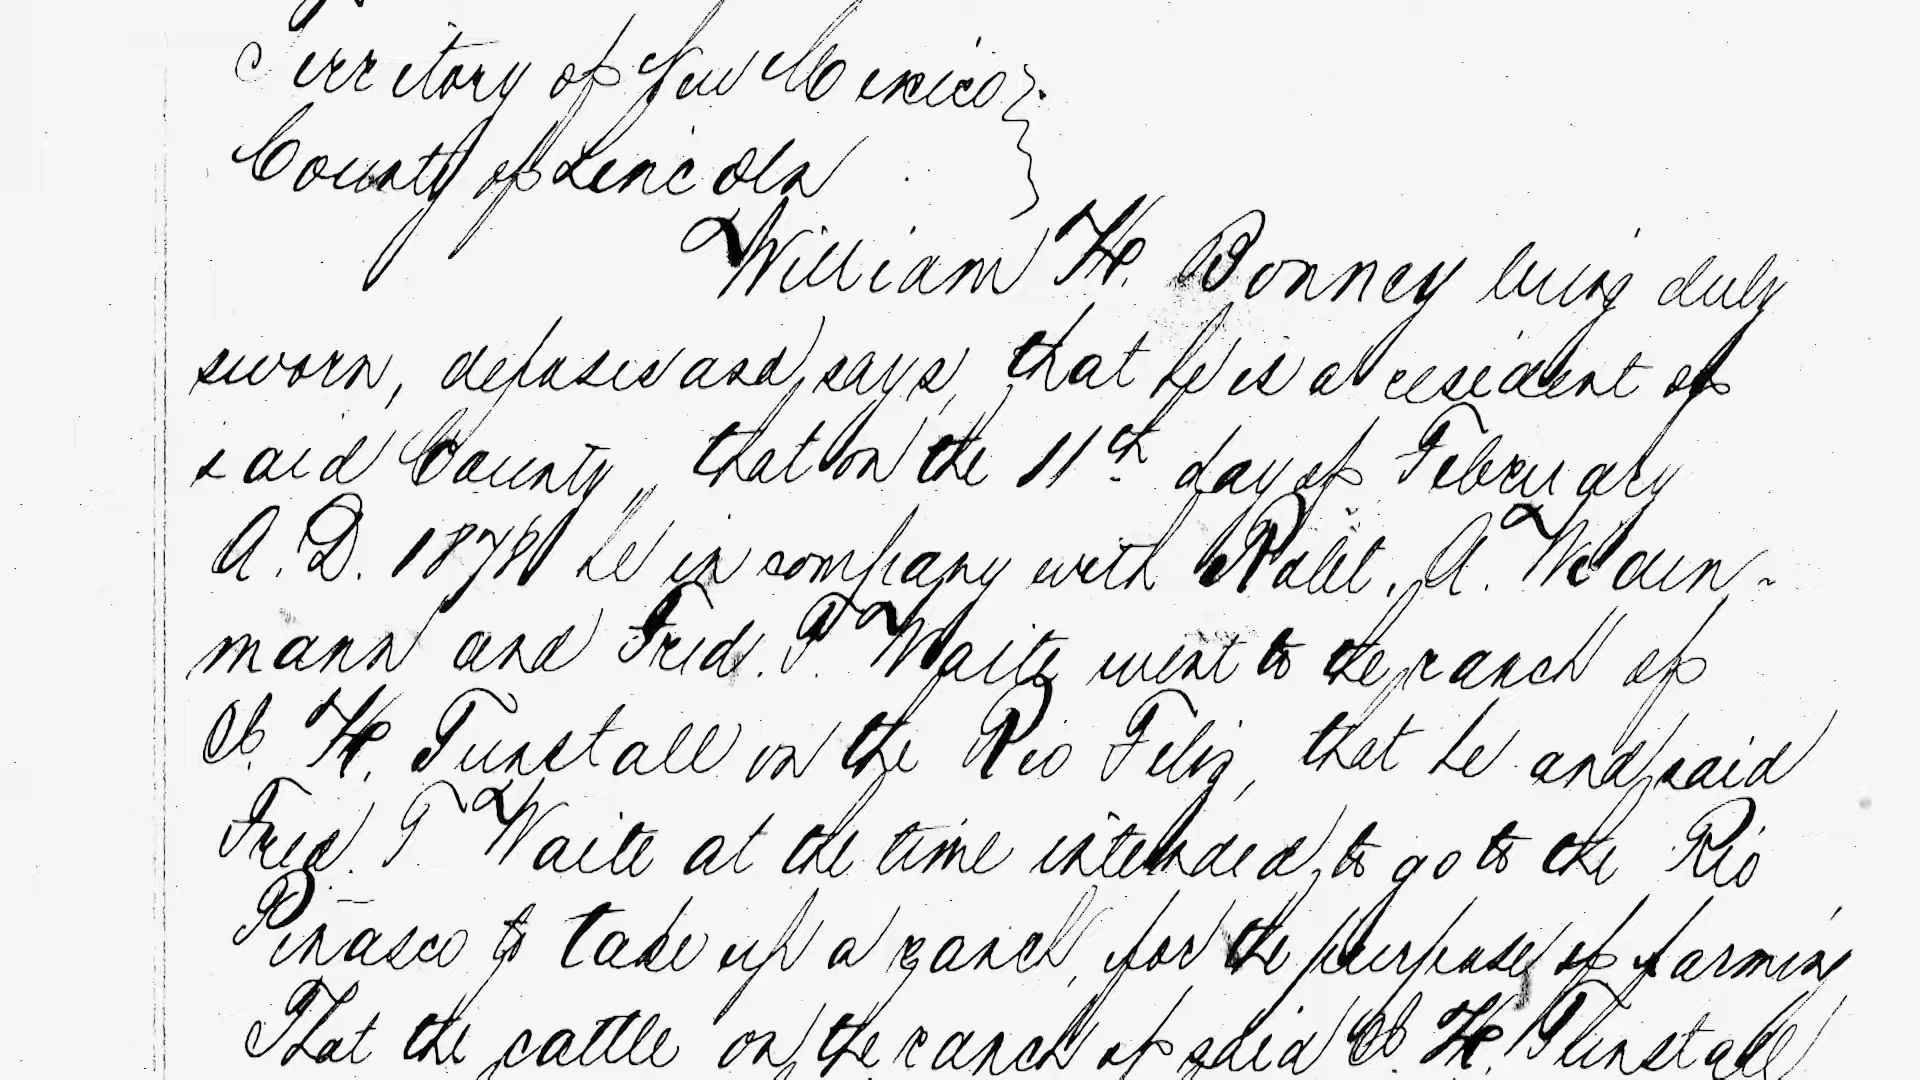 Territory of New Mexico
County of Lincoln
William H. Bonney being duly
sworn, deposes and says, that he is a resident of
said County, that on the 11th day of February
A.D. 1878 he in company with Robt. A. Widen-
mann and Fred. T. Waite went to the ranch of
J. H. Tunstall on the Rio Feliz, that he and said
Fred. T Waite at the time intended to go to the Rio
Peñasco to take up a ranch, for the purpose of farming
That the cattle on the ranch of said J. H. Tunstall